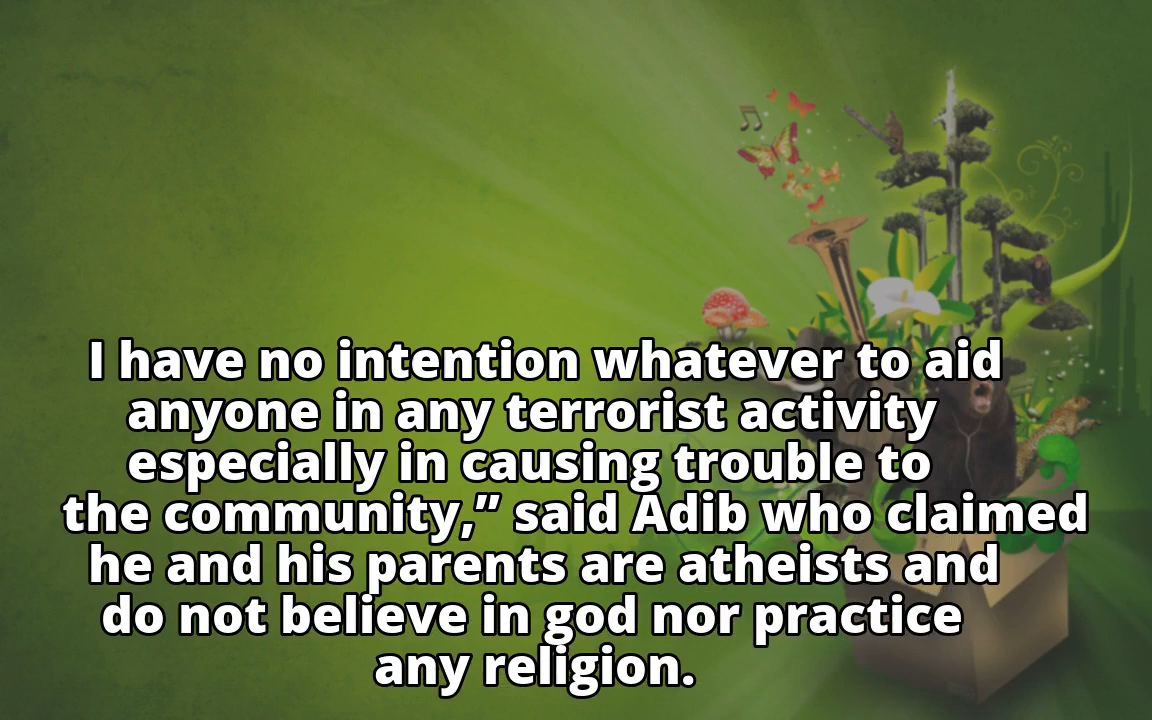 I have no intention whatever to aid
anyone in any terrorist activity
especially in causing trouble to
the community,” said Adib who claimed
he and his parents are atheists and
do not believe in god nor practice
any religion.